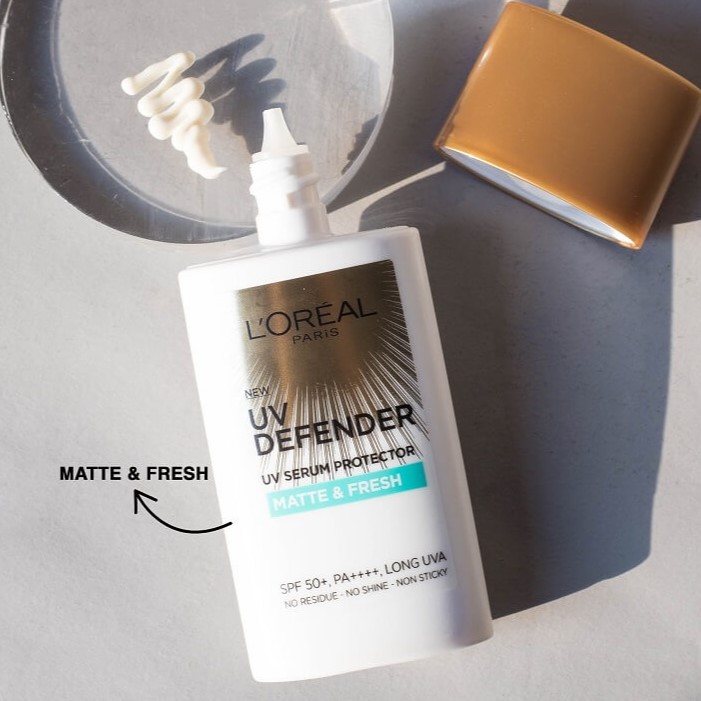 L'ORÉAL
PARiS
NEW
UV
DEFENDER
UV SERUM PROTECTOR
MATTE & FRESH
MATTE & FRESH
SPF 50+, PA++++, LONG UVA
NO RESIDUE - NO SHINE - NON STICKY